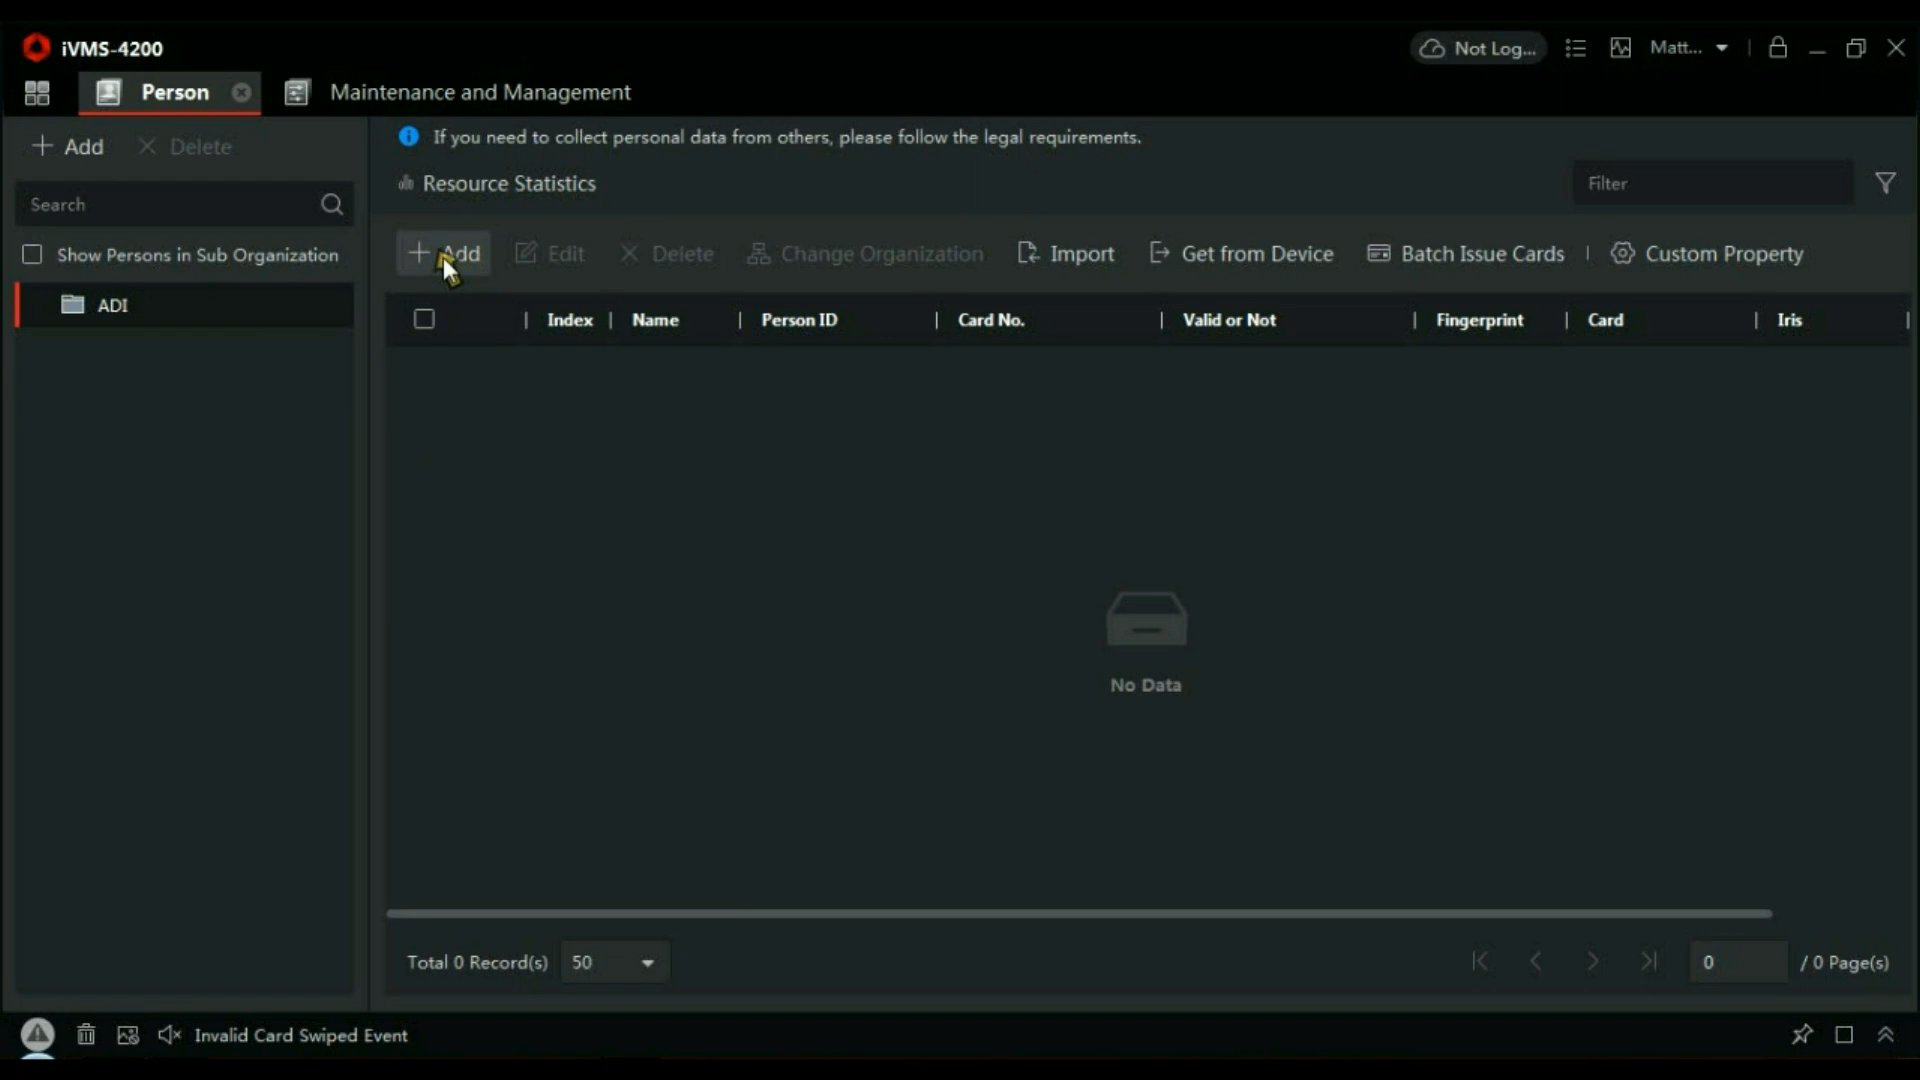 iVMS-4200
Not Log...
Matt...
Person
Maintenance and Management
Add
Delete
If you need to collect personal data from others, please follow the legal requirements.
Resource Statistics
Filter
Search
Show Persons in Sub Organization
Add
Edit
Delete
Change Organization
Import
Get from Device
Batch Issue Cards
Custom Property
ADI
Index
Name
Person ID
Card No.
Valid or Not
Fingerprint
Card
Iris
No Data
Total 0 Record(s)
50
0
/ 0 Page(s)
Invalid Card Swiped Event